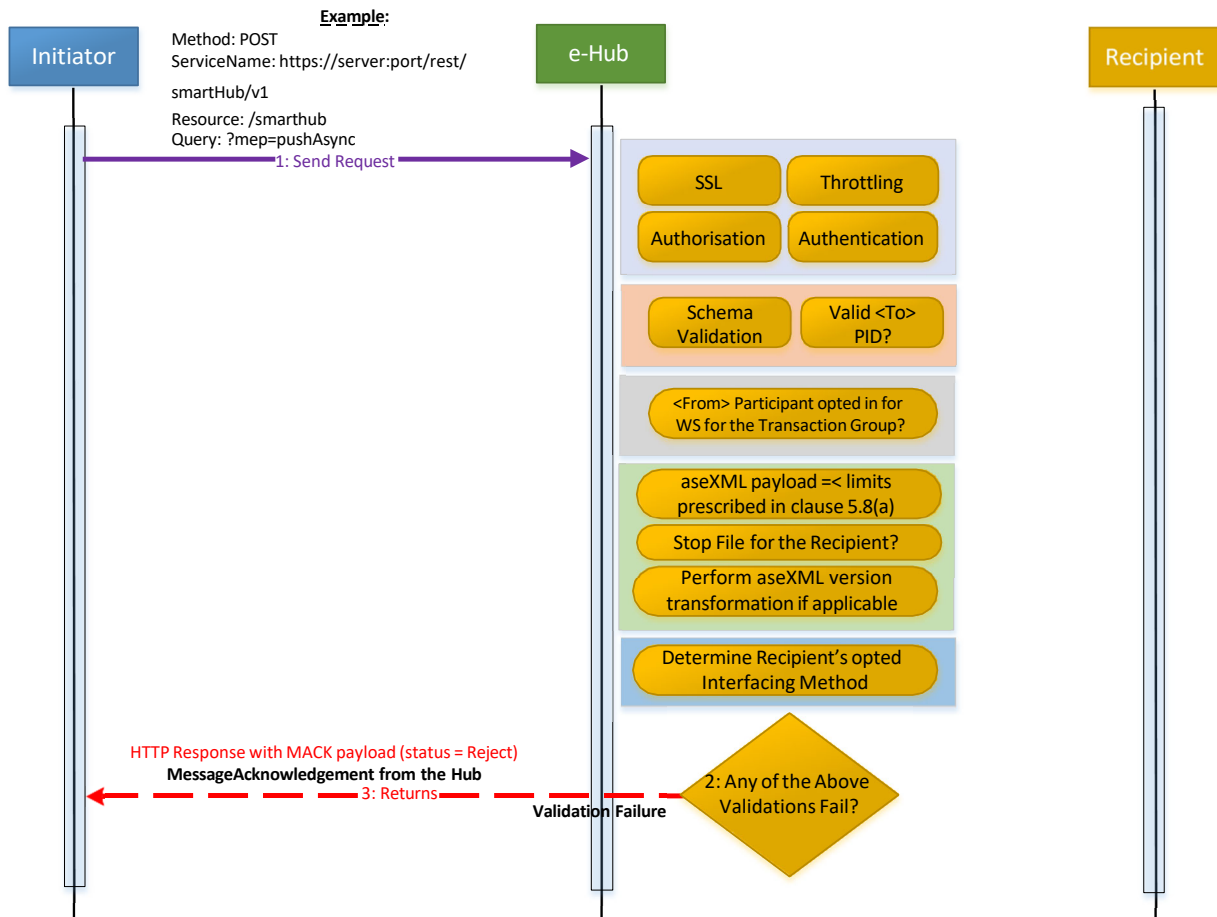 Example:
Initiator
Method: POST
ServiceName: https://server:port/rest/
smartHub/v1
Resource: /smarthub
Query: ?mep=pushAsync
e-Hub
Recipient
1: Send Request
SSL
Throttling
Authorisation
Authentication
Schema
Validation
Valid <To>
PID?
<From> Participant opted in for
WS for the Transaction Group?
aseXML payload =< limits
prescribed in clause 5.8(a)
Stop File for the Recipient?
Perform aseXML version
transformation if applicable
Determine Recipient’s opted
Interfacing Method
2: Any of the Above
Validations Fail?
HTTP Response with MACK payload (status = Reject)
MessageAcknowledgement from the Hub
3: Returns
Validation Failure